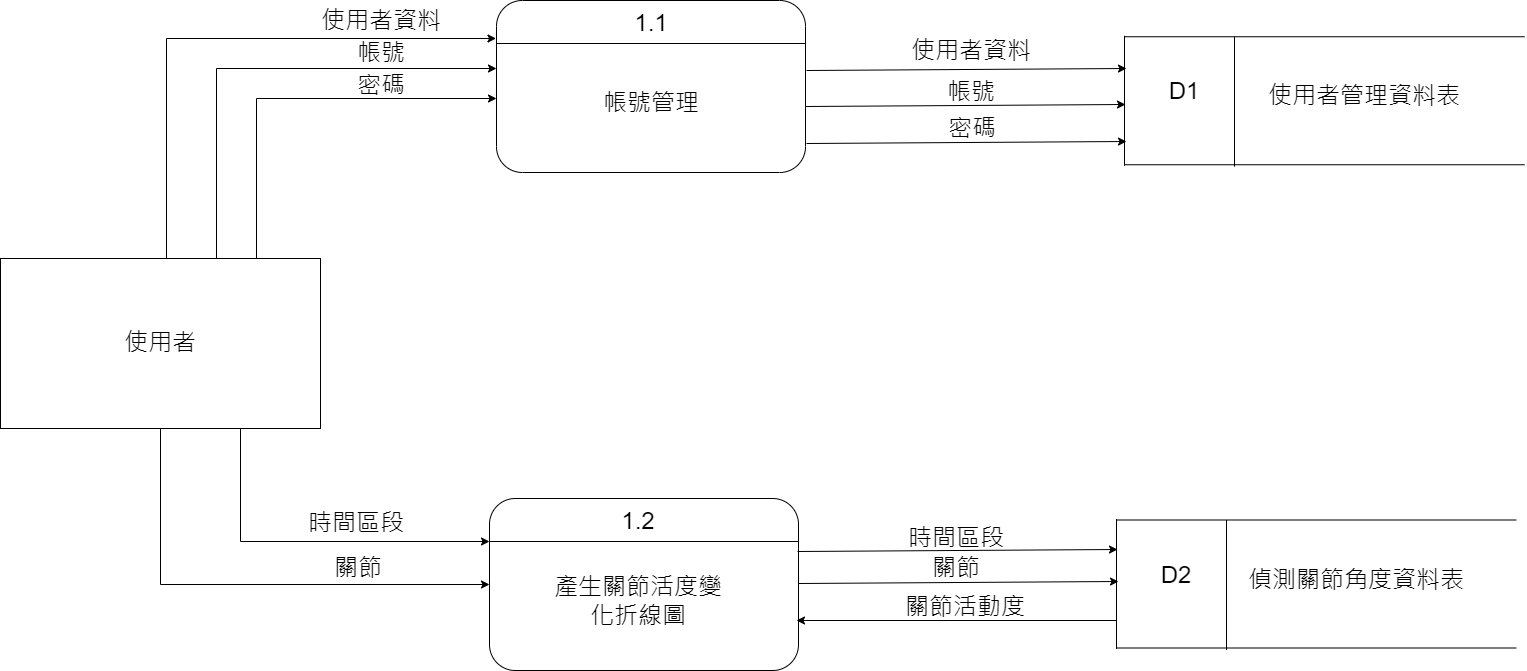 使用者資料
帳號
密碼
1.1
帳號管理
使用者資料
帳號
密碼
D1
使用者管理資料表
使用者
時間區段
關節
1.2
產生關節活度變
化折線圖
時間區段
關節
關節活動度
D2
偵測關節角度資料表